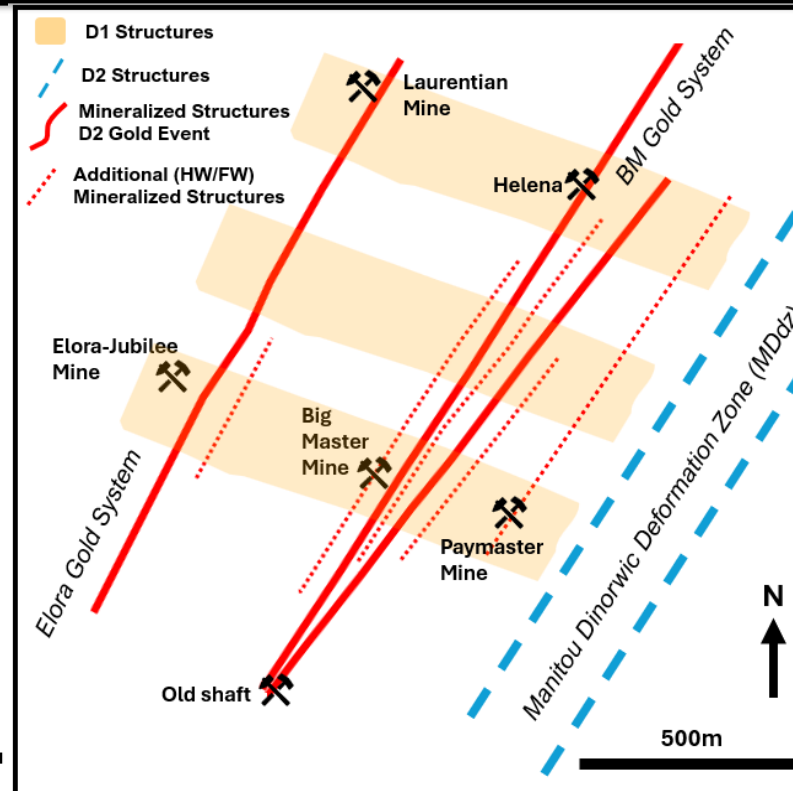 D1 Structures
D2 Structures
Mineralized Structures
D2 Gold Event
Additional (HW/FW)
Mineralized Structures
Laurentian
Mine
BM Gold System
Helena
Elora-Jubilee
Mine
Big
Master
Mine
Paymaster
Mine
Elora Gold System
Manitou Dinorwic Deformation Zone (MDdz)
Old shaft
N
500m